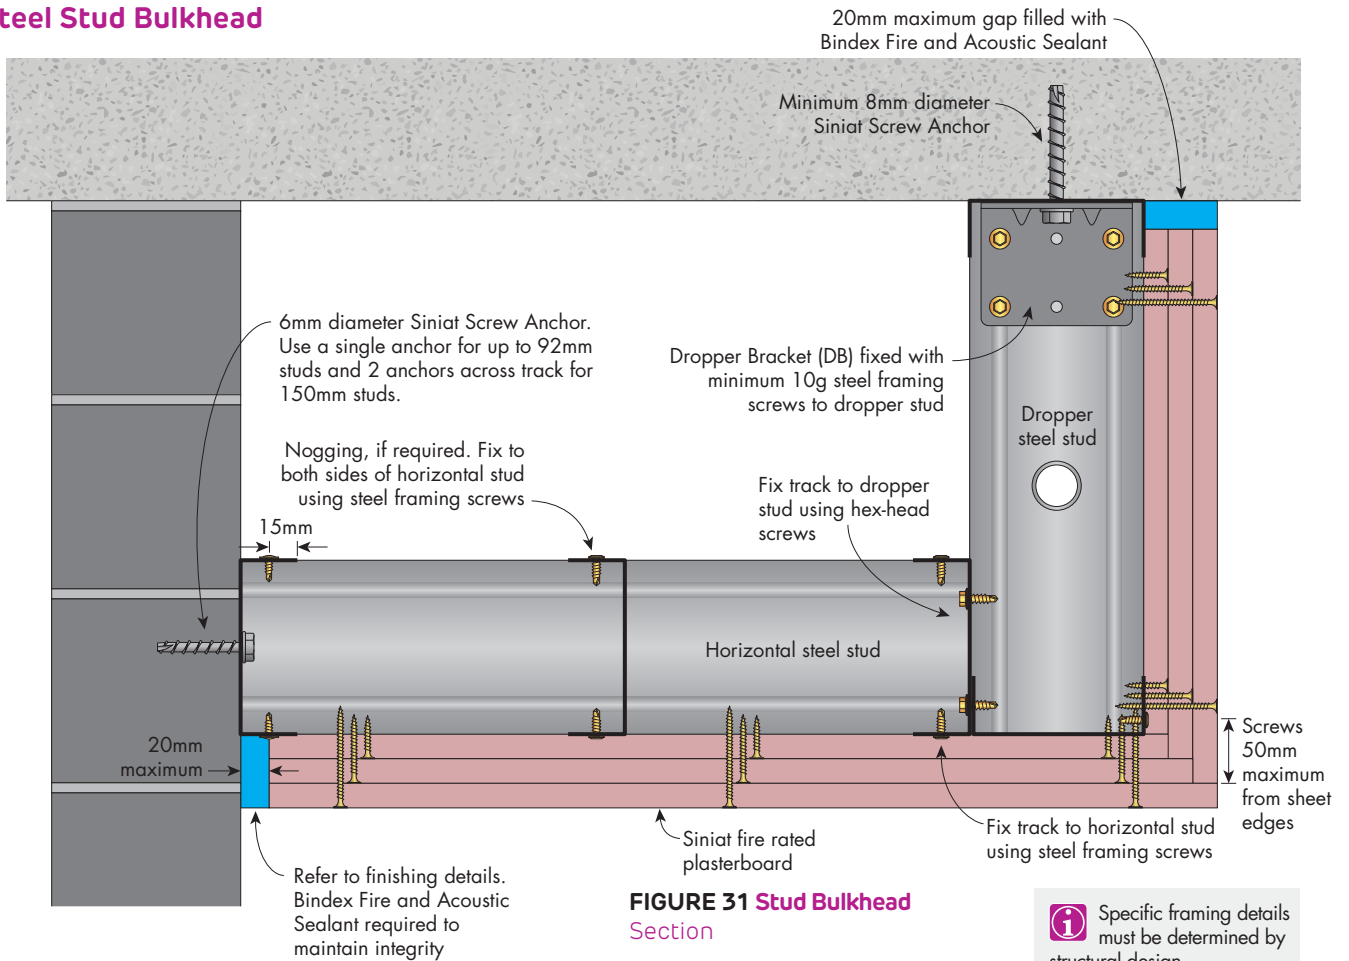 teel Stud Bulkhead
20mm maximum gap filled with
Bindex Fire and Acoustic Sealant
Minimum 8mm diameter
Siniat Screw Anchor
6mm diameter Siniat Screw Anchor.
Use a single anchor for up to 92mm
studs and 2 anchors across track for
150mm studs.
Dropper Bracket (DB) fixed with
minimum 10g steel framing
screws to dropper stud
Dropper
steel stud
Nogging, if required. Fix to
both sides of horizontal stud
using steel framing screws
Fix track to dropper
stud using hex-head
screws
15mm
Horizontal steel stud
20mm
maximum
Screws
50mm
maximum
from sheet
edges
Siniat fire rated
plasterboard
Fix track to horizontal stud
using steel framing screws
Refer to finishing details.
Bindex Fire and Acoustic
Sealant required to
maintain integrity
FIGURE 31 Stud Bulkhead
Section
Specific framing details
must be determined by
structural design